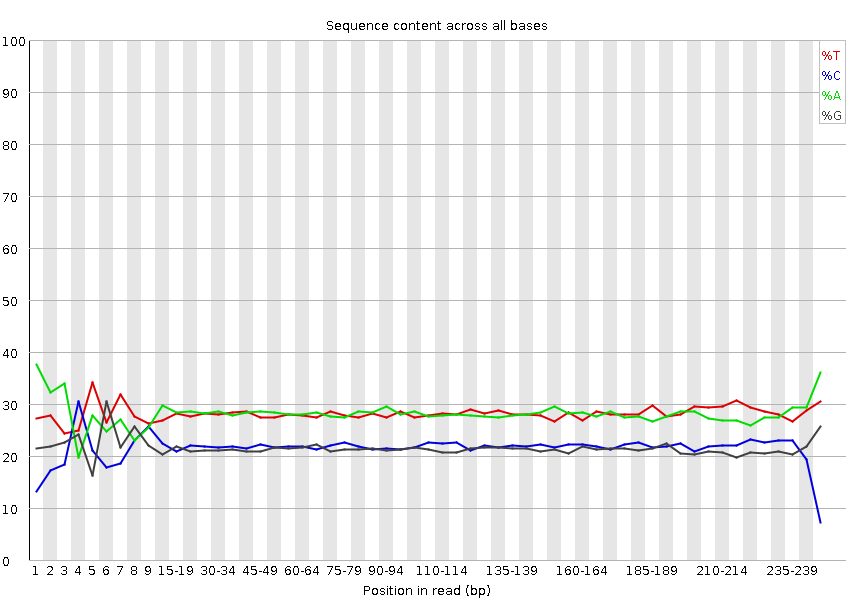 Sequence content across all bases
100
90
80
70
60
50
40
30
20
10
0
%T
%C
%A
%G
1 2 3 4 5 6 7 8 9 15-19 30-34 45-49 60-64 75-79 90-94 110-114 135-139 160-164 185-189 210-214 235-239
Position in read (bp)